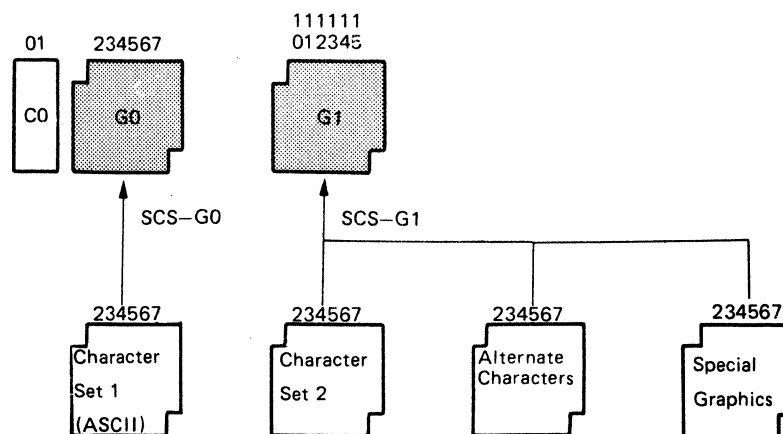 111111
01 234567 012345
C0 G0 G1
SCS–G0 SCS–G1
234567 234567 234567 234567
Character Character Alternate Special
Set 1 Set 2 Characters Graphics
(ASCII)